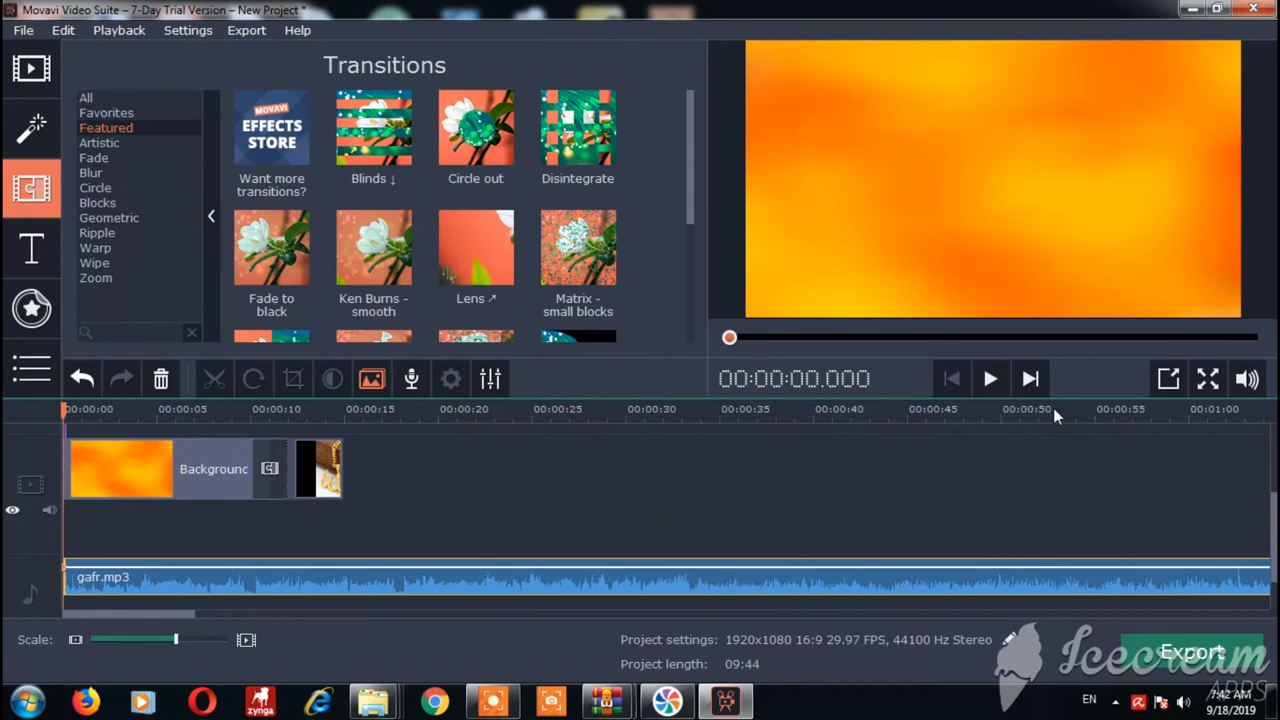 Movavi Video Suite – 7-Day Trial Version – New Project *
File Edit Playback Settings Export Help
Transitions
All
Favorites
Featured
Artistic
Fade
Blur
Circle
Blocks
Geometric
Ripple
Warp
Wipe
Zoom
MOVAVI
EFFECTS
STORE
Want more
transitions?
Blinds ↓
Circle out
Disintegrate
Fade to
black
Ken Burns -
smooth
Lens ↗
Matrix -
small blocks
00:00:00.000
00:00:00 00:00:05 00:00:10 00:00:15 00:00:20 00:00:25 00:00:30 00:00:35 00:00:40 00:00:45 00:00:50 00:00:55 00:01:00
Background
gafr.mp3
Scale:
Project settings: 1920x1080 16:9 29.97 FPS, 44100 Hz Stereo
Project length: 09:44
Export
Icecream
APPS
zynga
EN
7:42 AM
9/18/2019